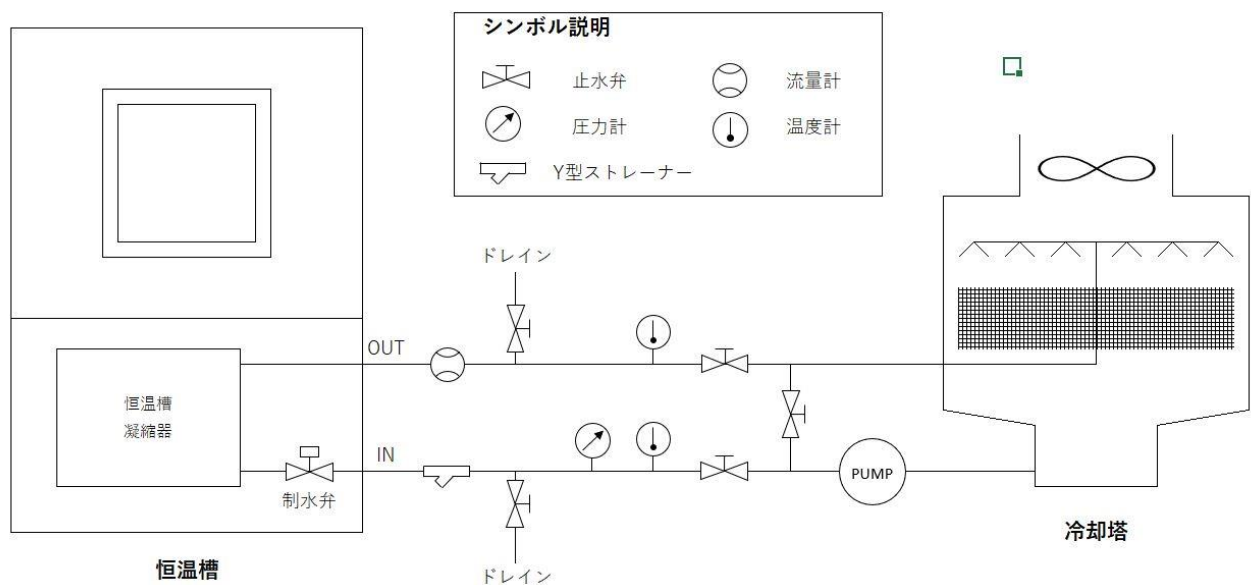 シンボル説明
止水弁
流量計
圧力計
温度計
Y型ストレーナー
ドレイン
OUT
恒温槽
凝縮器
IN
制水弁
PUMP
ドレイン
恒温槽
冷却塔